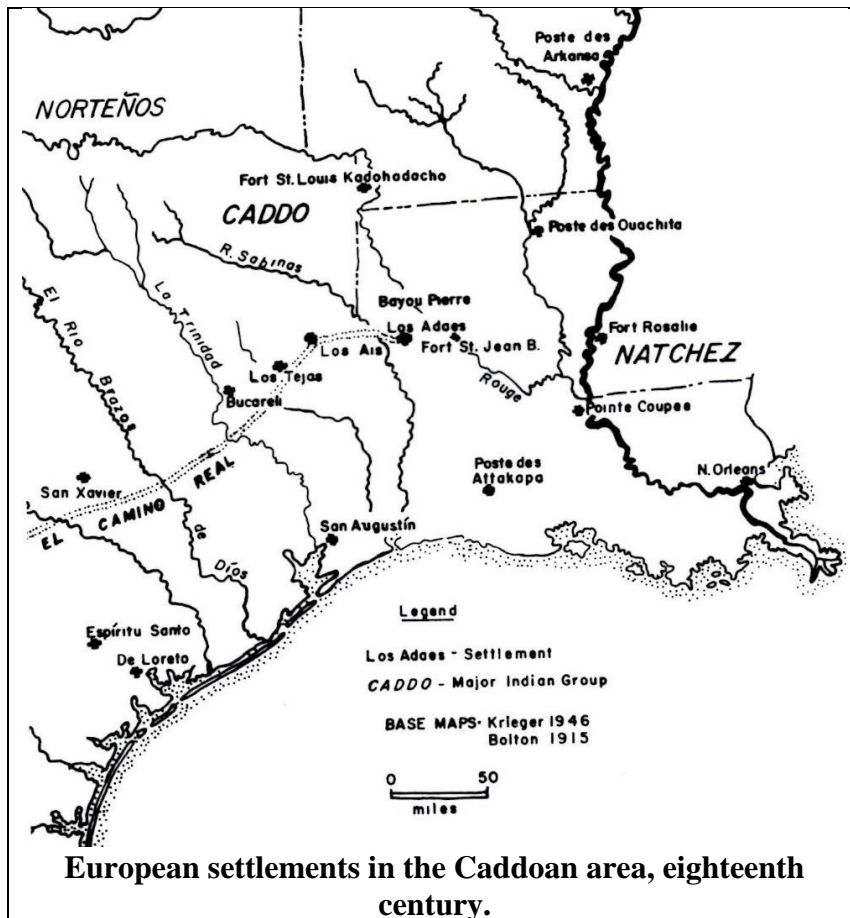 Poste des
Arkansa
NORTEÑOS
Fort St. Louis Kadohadacho
CADDO
Poste des Ouachita
R. Sabinas
El Rio Brazos de Dios
La Trinidad
Bayou Pierre
Los Adaes
Fort St. Jean B.
Fort Rosalie
NATCHEZ
Los Ais
Los Tejas
Bucareli
Rouge
Pointe Coupee
N. Orleans
San Xavier
EL CAMINO REAL
Poste des
Attakapa
San Augustín
Espíritu Santo
De Loreto
Legend
Los Adaes - Settlement
CADDO - Major Indian Group
BASE MAPS· Krieger 1946
Bolton 1915
0 50
miles
European settlements in the Caddoan area, eighteenth
century.